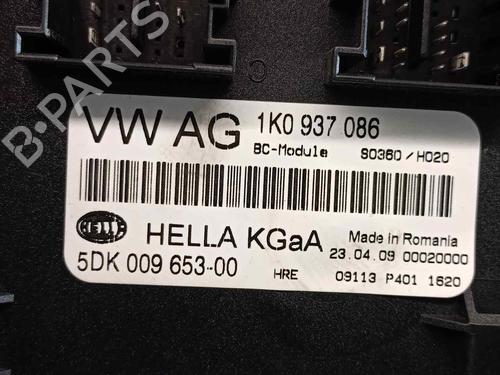 B-PARTS
VW AG 1K0 937 086
BC-Module S0360 / H020
HELLA HELLA KGaA Made in Romania
23.04.09 00020000
5DK 009 653-00 HRE 09113 P401 1620